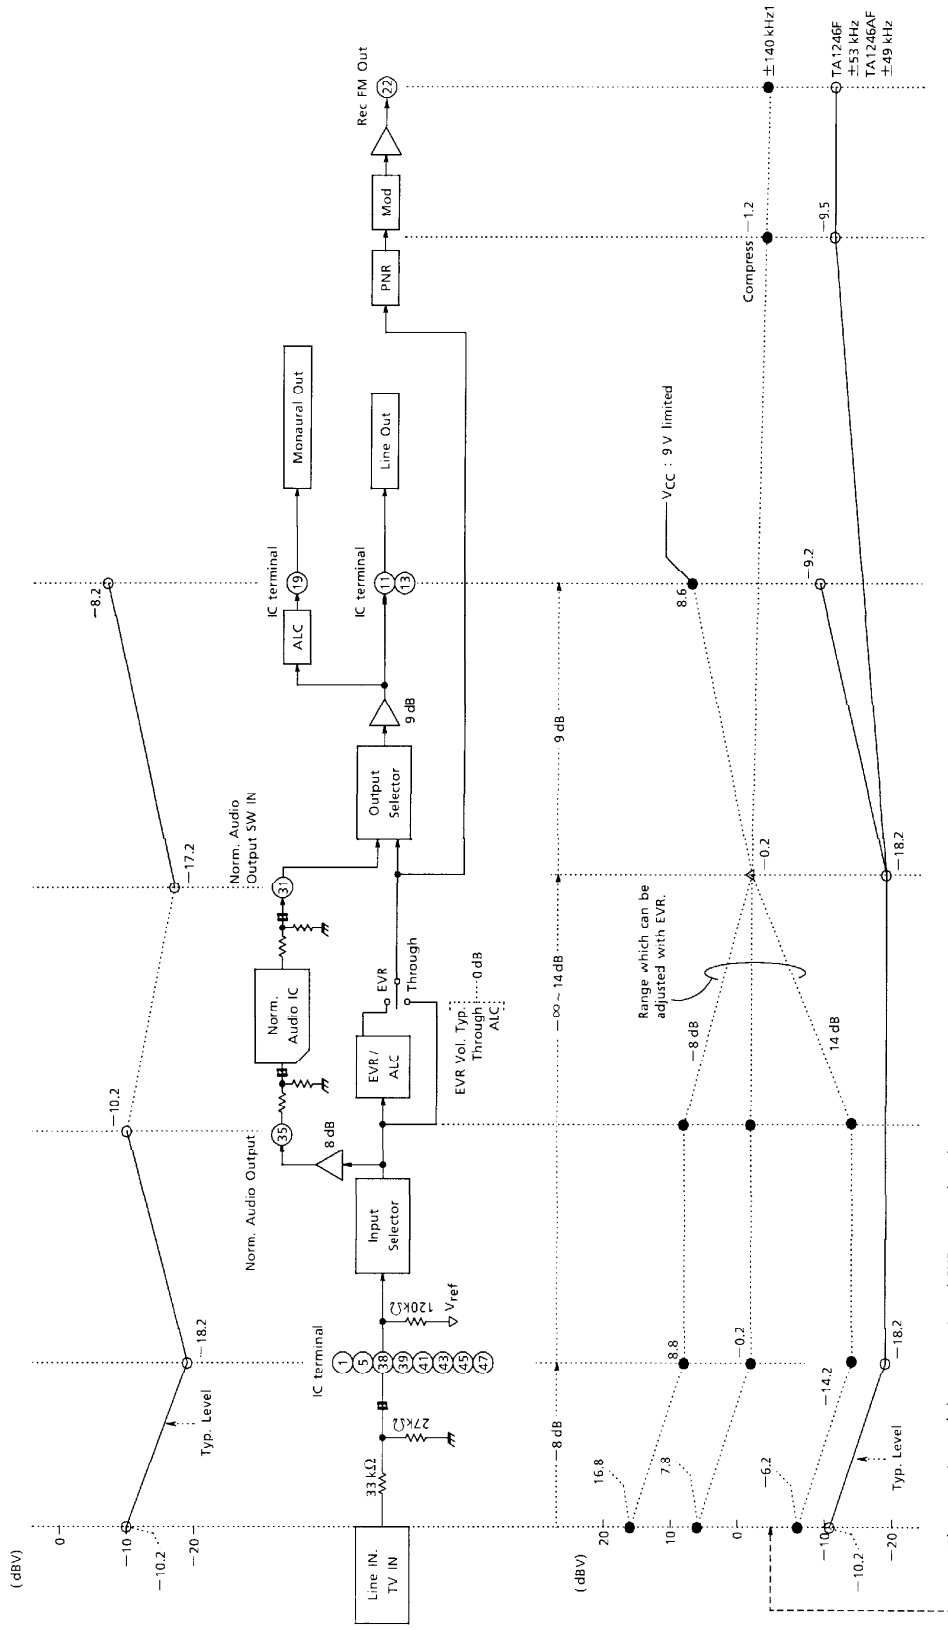 (dBV)
0
−10
−20
−10.2
Typ. Level
−18.2
−10.2
−17.2
−8.2
Norm. Audio Output
Norm. Audio
Output SW IN
35
8 dB
Norm.
Audio IC
31
IC terminal
19
ALC
Monaural Out
Line IN.
TV IN
33 kΩ
27kΩ
IC terminal
1
5
38
39
41
43
45
47
120kΩ
Vref
Input
Selector
EVR/
ALC
EVR
Through
EVR Vol. Typ.
Through
ALC
0 dB
Output
Selector
9 dB
IC terminal
11
13
Line Out
PNR
Mod
Rec FM Out
22
−8 dB
−∞ ~ 14 dB
9 dB
(dBV)
20
10
0
−10
−20
16.8
7.8
−6.2
−10.2
Typ. Level
8.8
−0.2
−14.2
−18.2
Range which can be
adjusted with EVR.
−8 dB
14 dB
−0.2
−18.2
VCC : 9 V limited
8.6
−9.2
Compress
−1.2
−9.5
±140 kHz1
TA1246F
±53 kHz
TA1246AF
±49 kHz